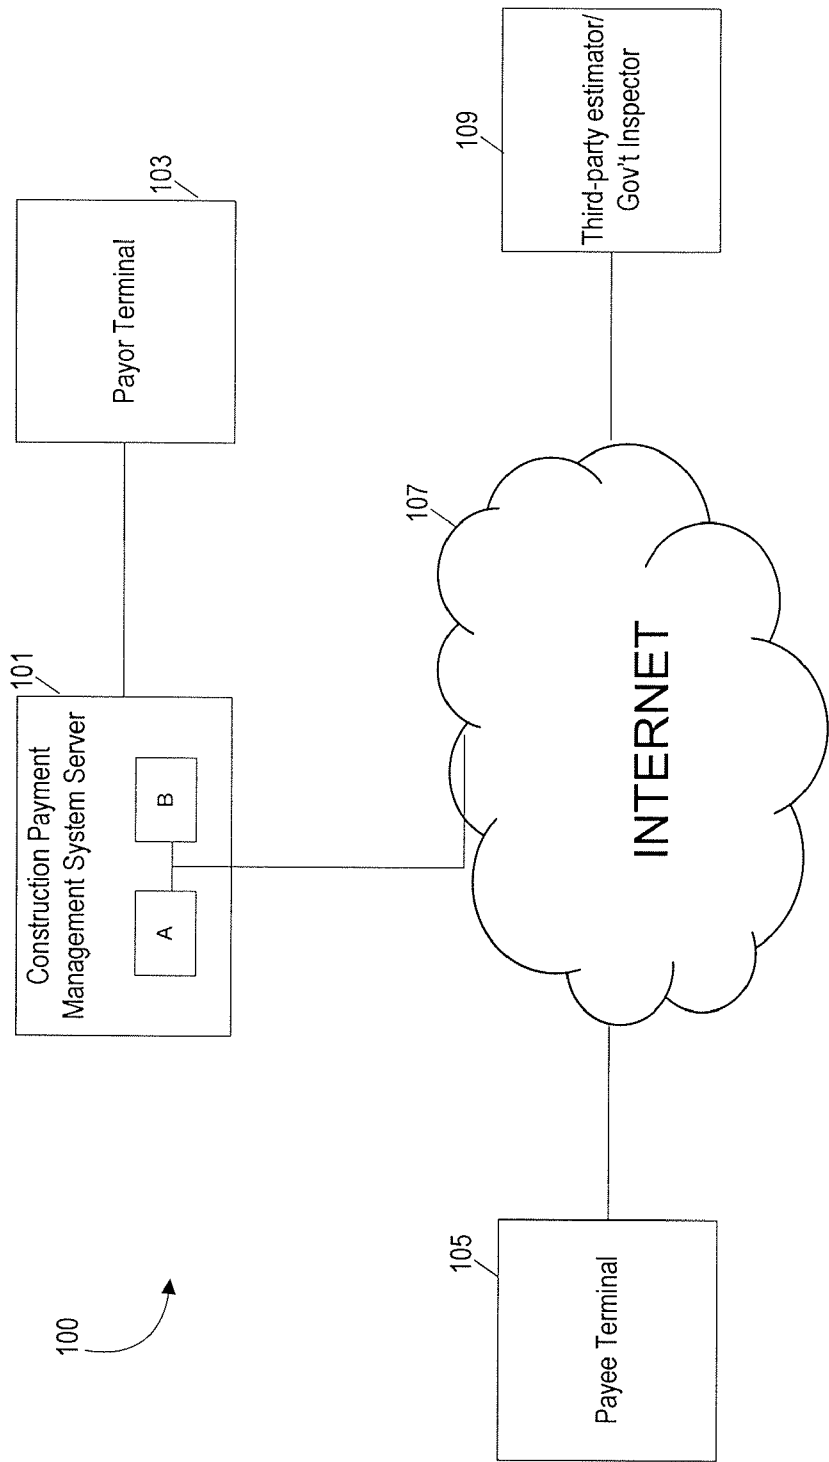 100
101
Construction Payment
Management System Server
A
B
103
Payor Terminal
105
Payee Terminal
107
INTERNET
109
Third-party estimator/
Gov't Inspector